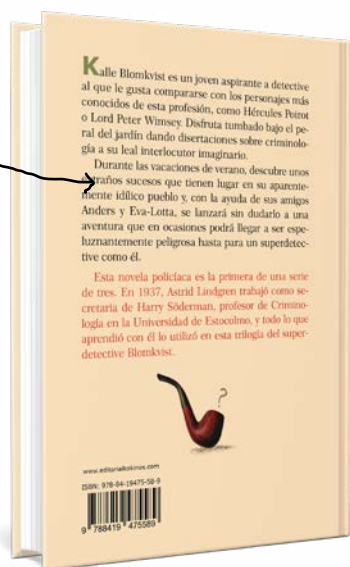 Kalle Blomkvist es un joven aspirante a detective
al que le gusta compararse con los personajes más
conocidos de esta profesión, como Hércules Poirot
o Lord Peter Wimsey. Disfruta tumbado bajo el pe-
ral del jardín dando disertaciones sobre criminolo-
gía a su leal interlocutor imaginario.
Durante las vacaciones de verano, descubre unos
extraños sucesos que tienen lugar en su aparente-
mente idílico pueblo y, con la ayuda de sus amigos
Anders y Eva-Lotta, se lanzará sin dudarlo a una
aventura que en ocasiones podrá llegar a ser espe-
luznantemente peligrosa hasta para un superdetec-
tive como él.
Esta novela policíaca es la primera de una serie
de tres. En 1937, Astrid Lindgren trabajó como se-
cretaria de Harry Söderman, profesor de Crimino-
logía en la Universidad de Estocolmo, y todo lo que
aprendió con él lo utilizó en esta trilogía del super-
detective Blomkvist.
?
www.editorialkokinos.com
ISBN: 978-84-19475-58-9
9 788419 475589